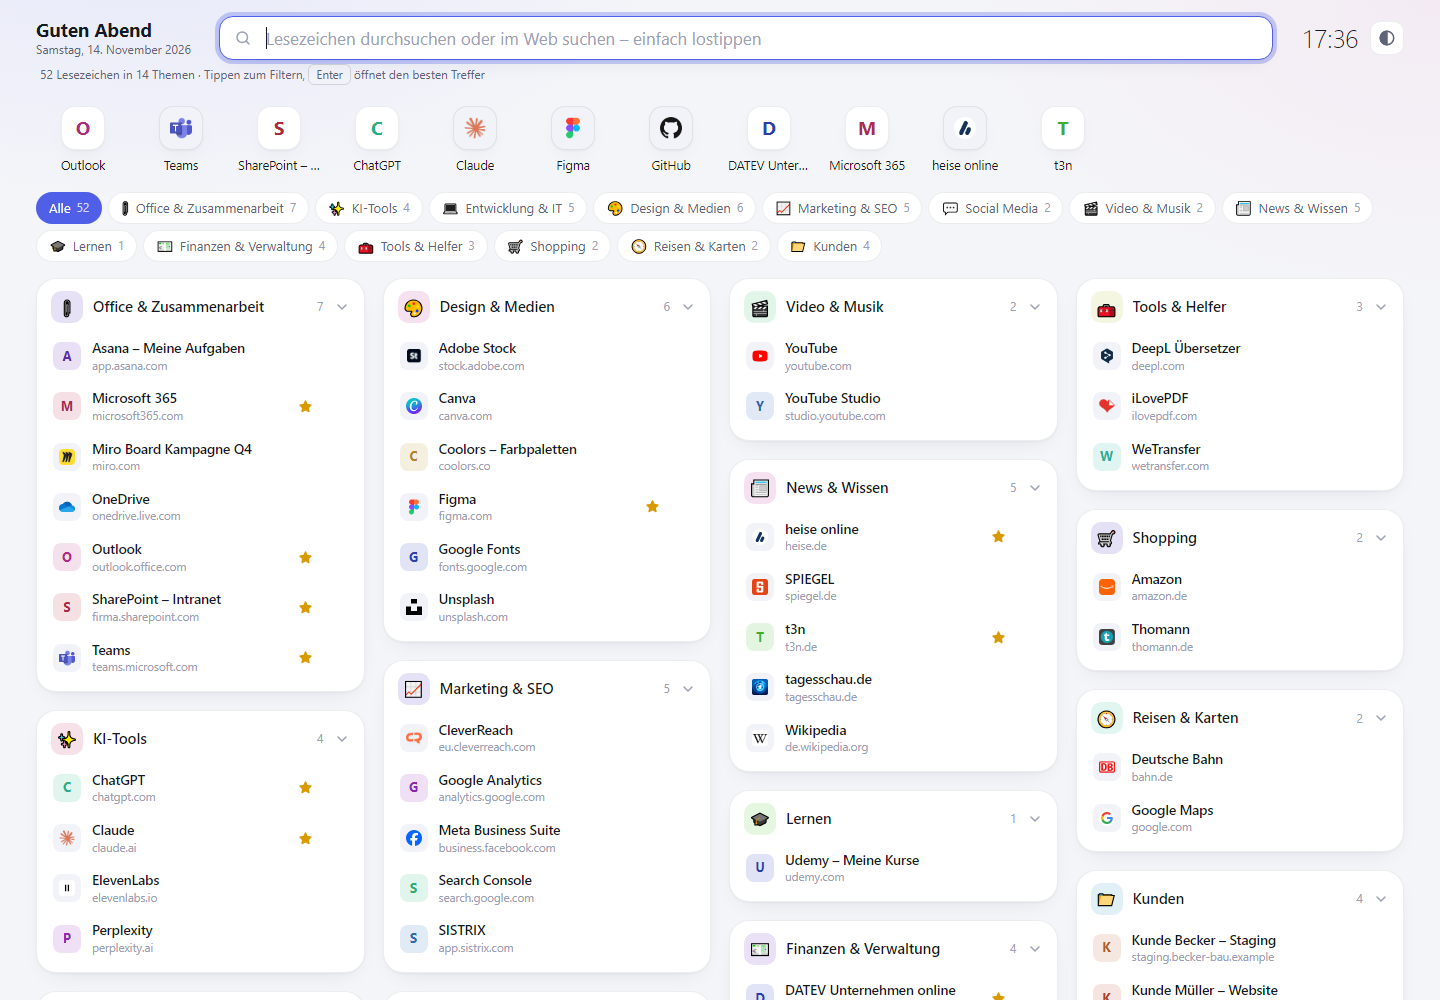 Guten Abend
Samstag, 14. November 2026
Lesezeichen durchsuchen oder im Web suchen – einfach lostippen
17:36
52 Lesezeichen in 14 Themen · Tippen zum Filtern, Enter öffnet den besten Treffer
O
Outlook
Teams
S
SharePoint – ...
C
ChatGPT
Claude
Figma
GitHub
D
DATEV Unter...
M
Microsoft 365
heise online
T
t3n
Alle 52
Office & Zusammenarbeit 7
KI-Tools 4
Entwicklung & IT 5
Design & Medien 6
Marketing & SEO 5
Social Media 2
Video & Musik 2
News & Wissen 5
Lernen 1
Finanzen & Verwaltung 4
Tools & Helfer 3
Shopping 2
Reisen & Karten 2
Kunden 4
Office & Zusammenarbeit 7
A
Asana – Meine Aufgaben
app.asana.com
M
Microsoft 365
microsoft365.com
Miro Board Kampagne Q4
miro.com
OneDrive
onedrive.live.com
O
Outlook
outlook.office.com
S
SharePoint – Intranet
firma.sharepoint.com
Teams
teams.microsoft.com
KI-Tools 4
C
ChatGPT
chatgpt.com
Claude
claude.ai
ElevenLabs
elevenlabs.io
P
Perplexity
perplexity.ai
Design & Medien 6
St
Adobe Stock
stock.adobe.com
C
Canva
canva.com
C
Coolors – Farbpaletten
coolors.co
Figma
figma.com
G
Google Fonts
fonts.google.com
Unsplash
unsplash.com
Marketing & SEO 5
CleverReach
eu.cleverreach.com
G
Google Analytics
analytics.google.com
Meta Business Suite
business.facebook.com
S
Search Console
search.google.com
S
SISTRIX
app.sistrix.com
Video & Musik 2
YouTube
youtube.com
Y
YouTube Studio
studio.youtube.com
News & Wissen 5
heise online
heise.de
S
SPIEGEL
spiegel.de
T
t3n
t3n.de
tagesschau.de
tagesschau.de
W
Wikipedia
de.wikipedia.org
Lernen 1
U
Udemy – Meine Kurse
udemy.com
Finanzen & Verwaltung 4
D
DATEV Unternehmen online
Tools & Helfer 3
DeepL Übersetzer
deepl.com
iLovePDF
ilovepdf.com
W
WeTransfer
wetransfer.com
Shopping 2
Amazon
amazon.de
t
Thomann
thomann.de
Reisen & Karten 2
DB
Deutsche Bahn
bahn.de
G
Google Maps
google.com
Kunden 4
K
Kunde Becker – Staging
staging.becker-bau.example
K
Kunde Müller – Website